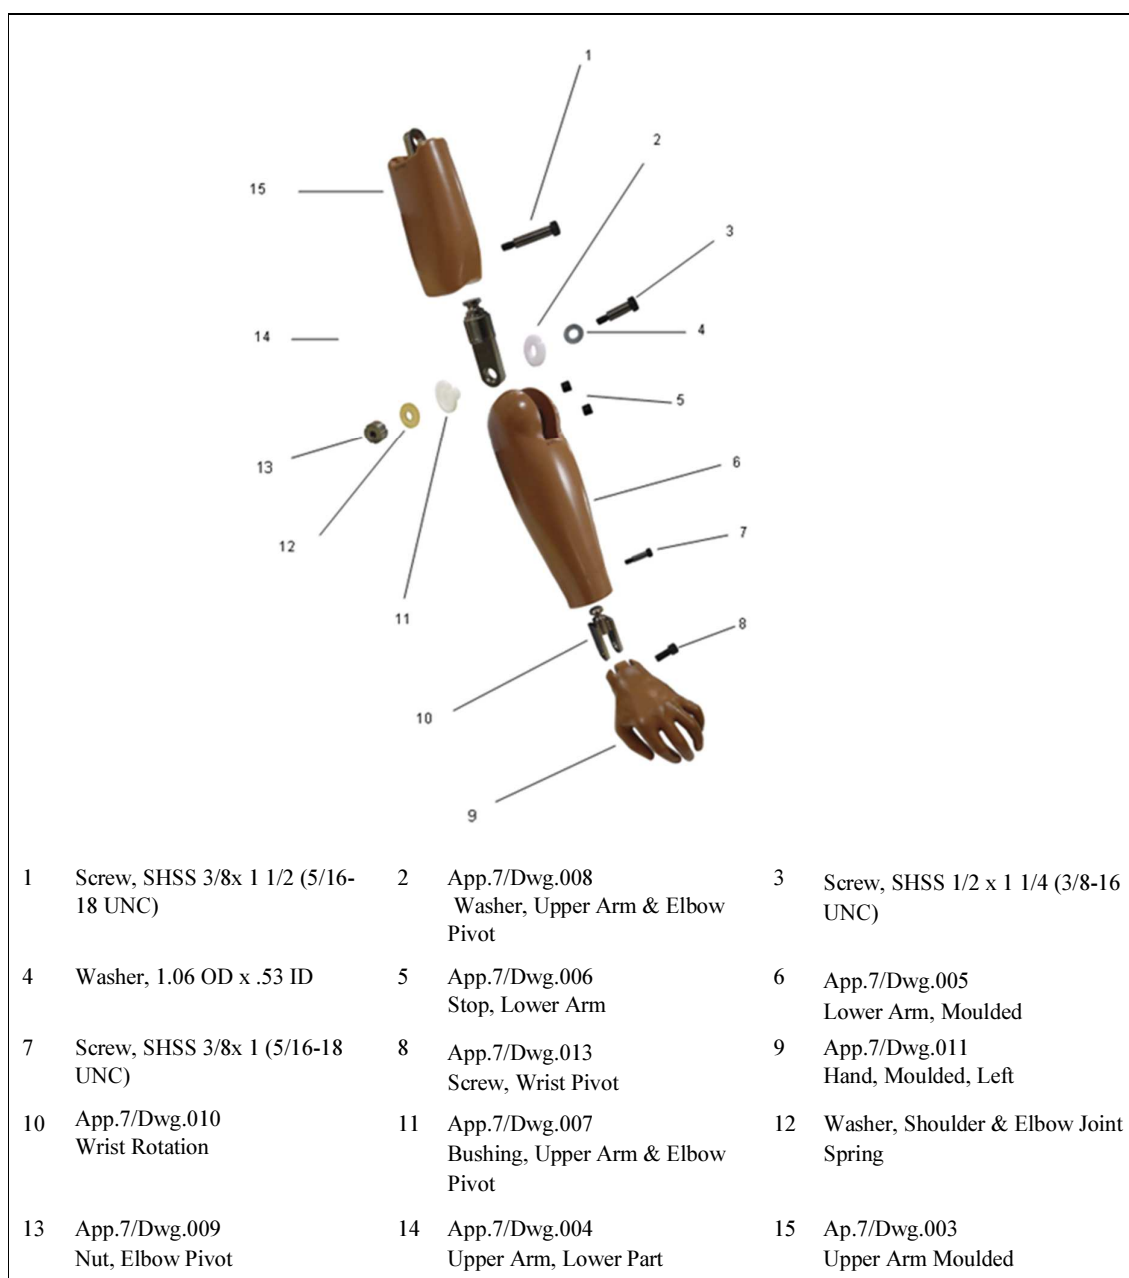 1
2
15
3
14
4
5
13
6
7
12
11
8
10
9
1 Screw, SHSS 3/8x 1 1/2 (5/16-
18 UNC)
2 App.7/Dwg.008
Washer, Upper Arm & Elbow
Pivot
3 Screw, SHSS 1/2 x 1 1/4 (3/8-16
UNC)
4 Washer, 1.06 OD x .53 ID
5 App.7/Dwg.006
Stop, Lower Arm
6 App.7/Dwg.005
Lower Arm, Moulded
7 Screw, SHSS 3/8x 1 (5/16-18
UNC)
8 App.7/Dwg.013
Screw, Wrist Pivot
9 App.7/Dwg.011
Hand, Moulded, Left
10 App.7/Dwg.010
Wrist Rotation
11 App.7/Dwg.007
Bushing, Upper Arm & Elbow
Pivot
12 Washer, Shoulder & Elbow Joint
Spring
13 App.7/Dwg.009
Nut, Elbow Pivot
14 App.7/Dwg.004
Upper Arm, Lower Part
15 Ap.7/Dwg.003
Upper Arm Moulded